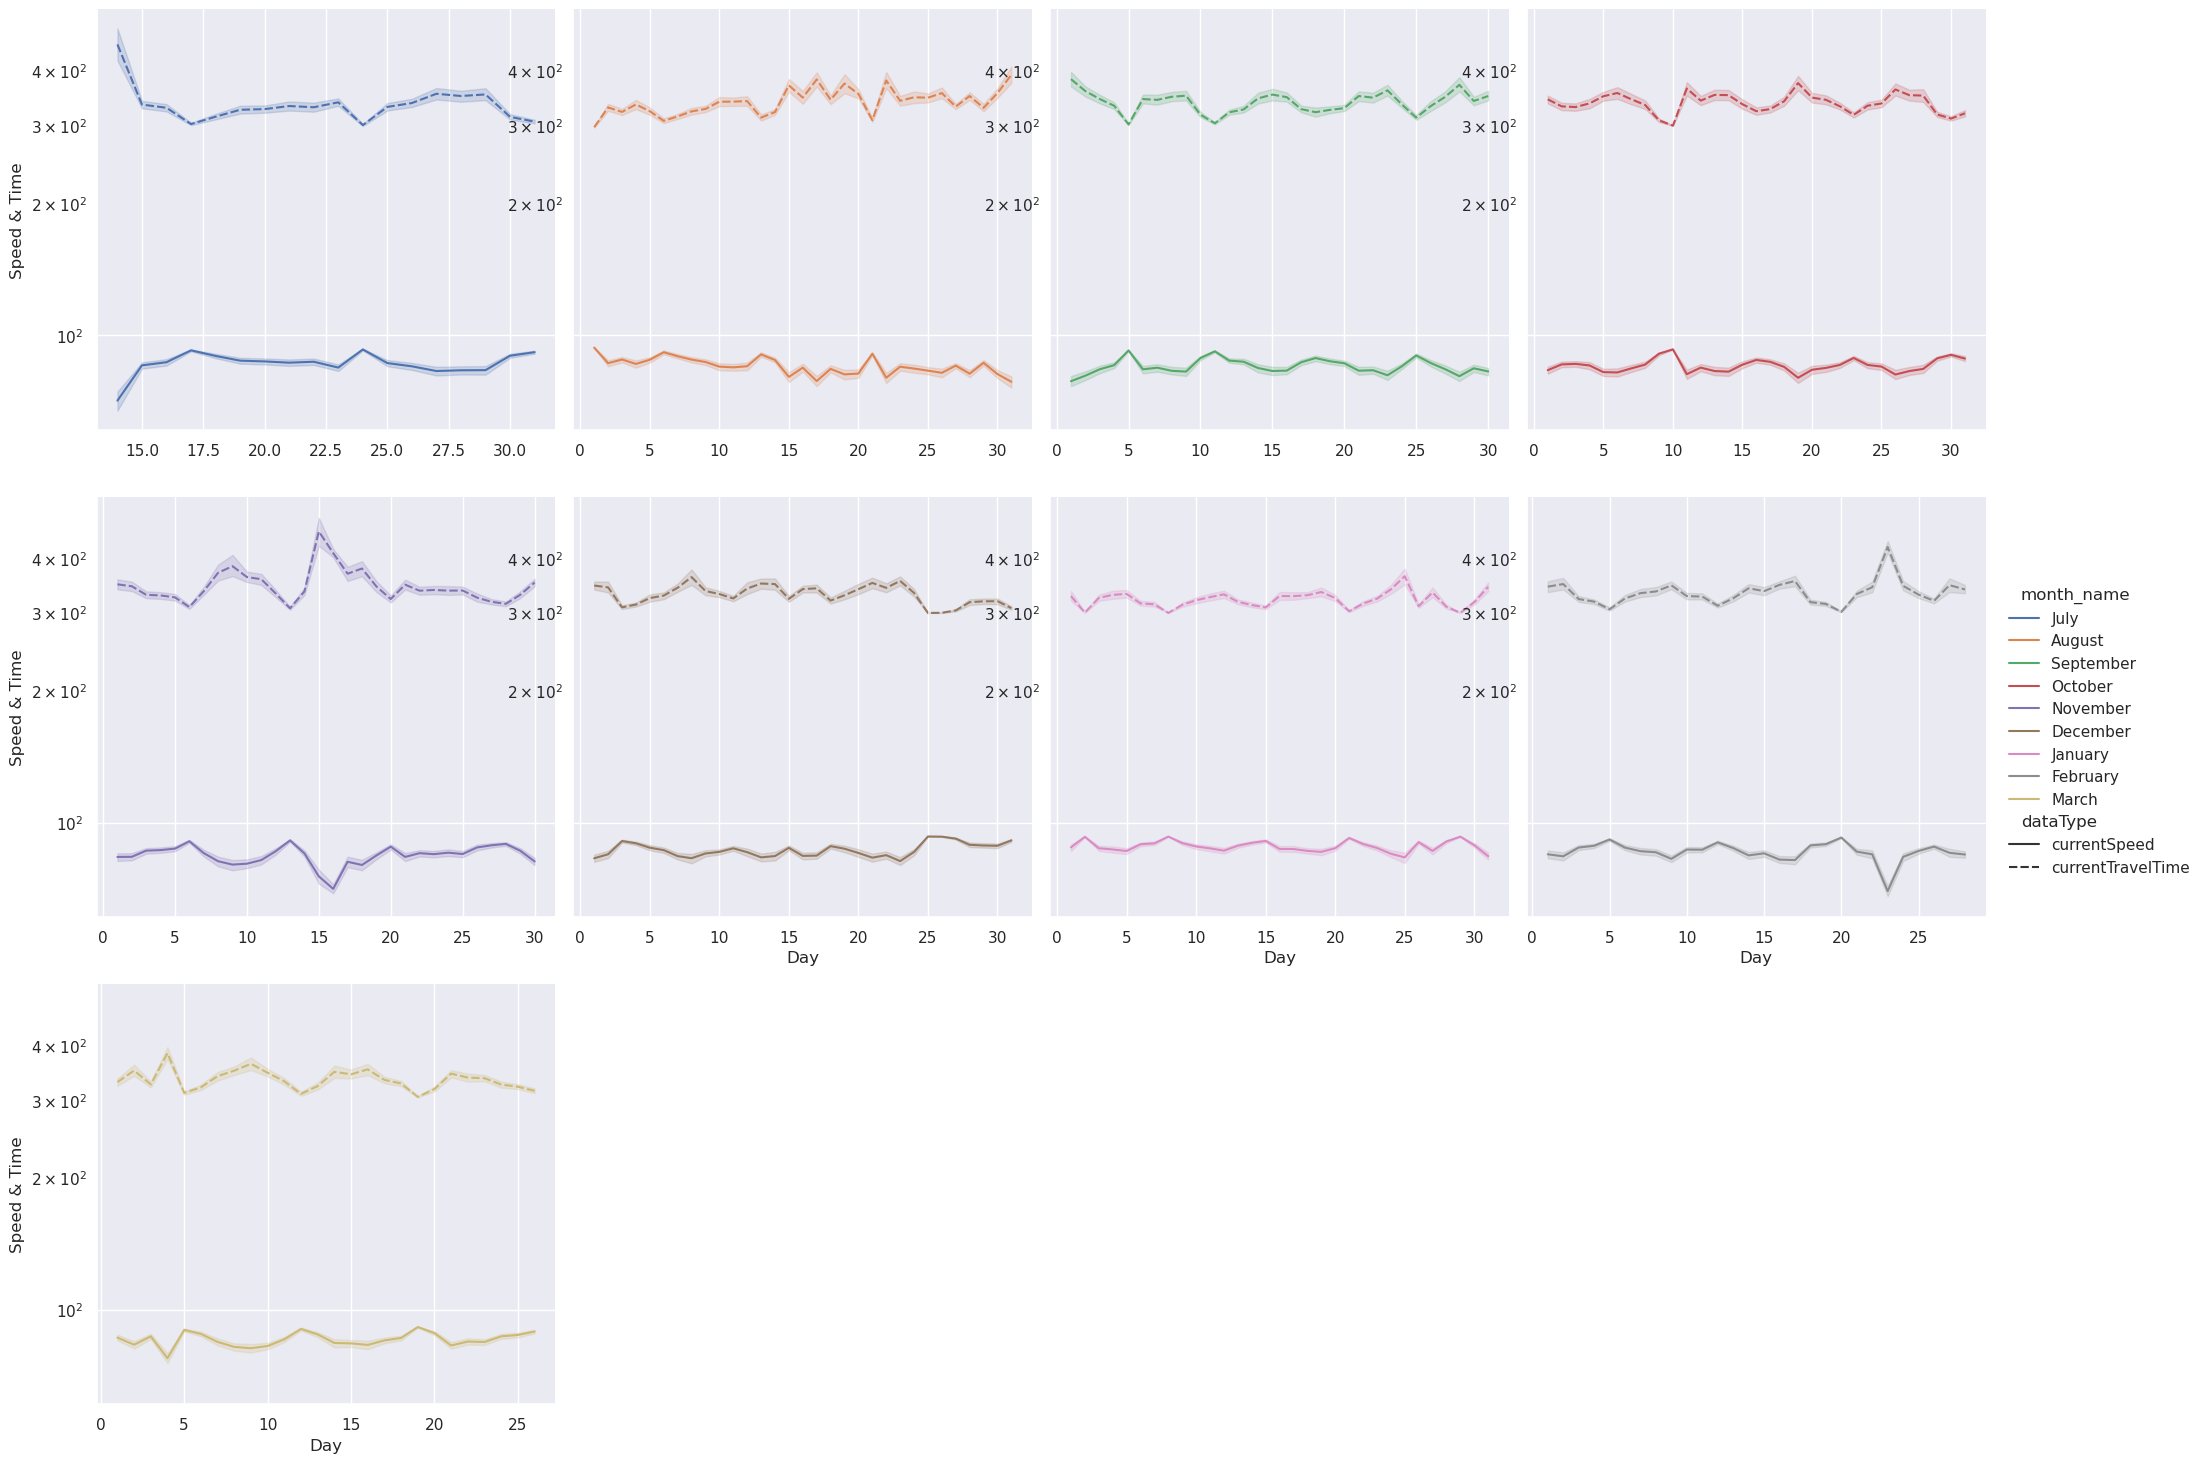 4 × 10² 4 × 10² 4 × 10² 4 × 10²
3 × 10² 3 × 10² 3 × 10² 3 × 10²
2 × 10² 2 × 10² 2 × 10² 2 × 10²
10²
Speed & Time
15.0 17.5 20.0 22.5 25.0 27.5 30.0
0 5 10 15 20 25 30
0 5 10 15 20 25 30
0 5 10 15 20 25 30
4 × 10² 4 × 10² 4 × 10² 4 × 10²
3 × 10² 3 × 10² 3 × 10² 3 × 10²
2 × 10² 2 × 10² 2 × 10² 2 × 10²
10²
Speed & Time
0 5 10 15 20 25 30
0 5 10 15 20 25 30
Day
0 5 10 15 20 25 30
Day
0 5 10 15 20 25
Day
month_name
July
August
September
October
November
December
January
February
March
dataType
currentSpeed
currentTravelTime
4 × 10²
3 × 10²
2 × 10²
10²
Speed & Time
0 5 10 15 20 25
Day